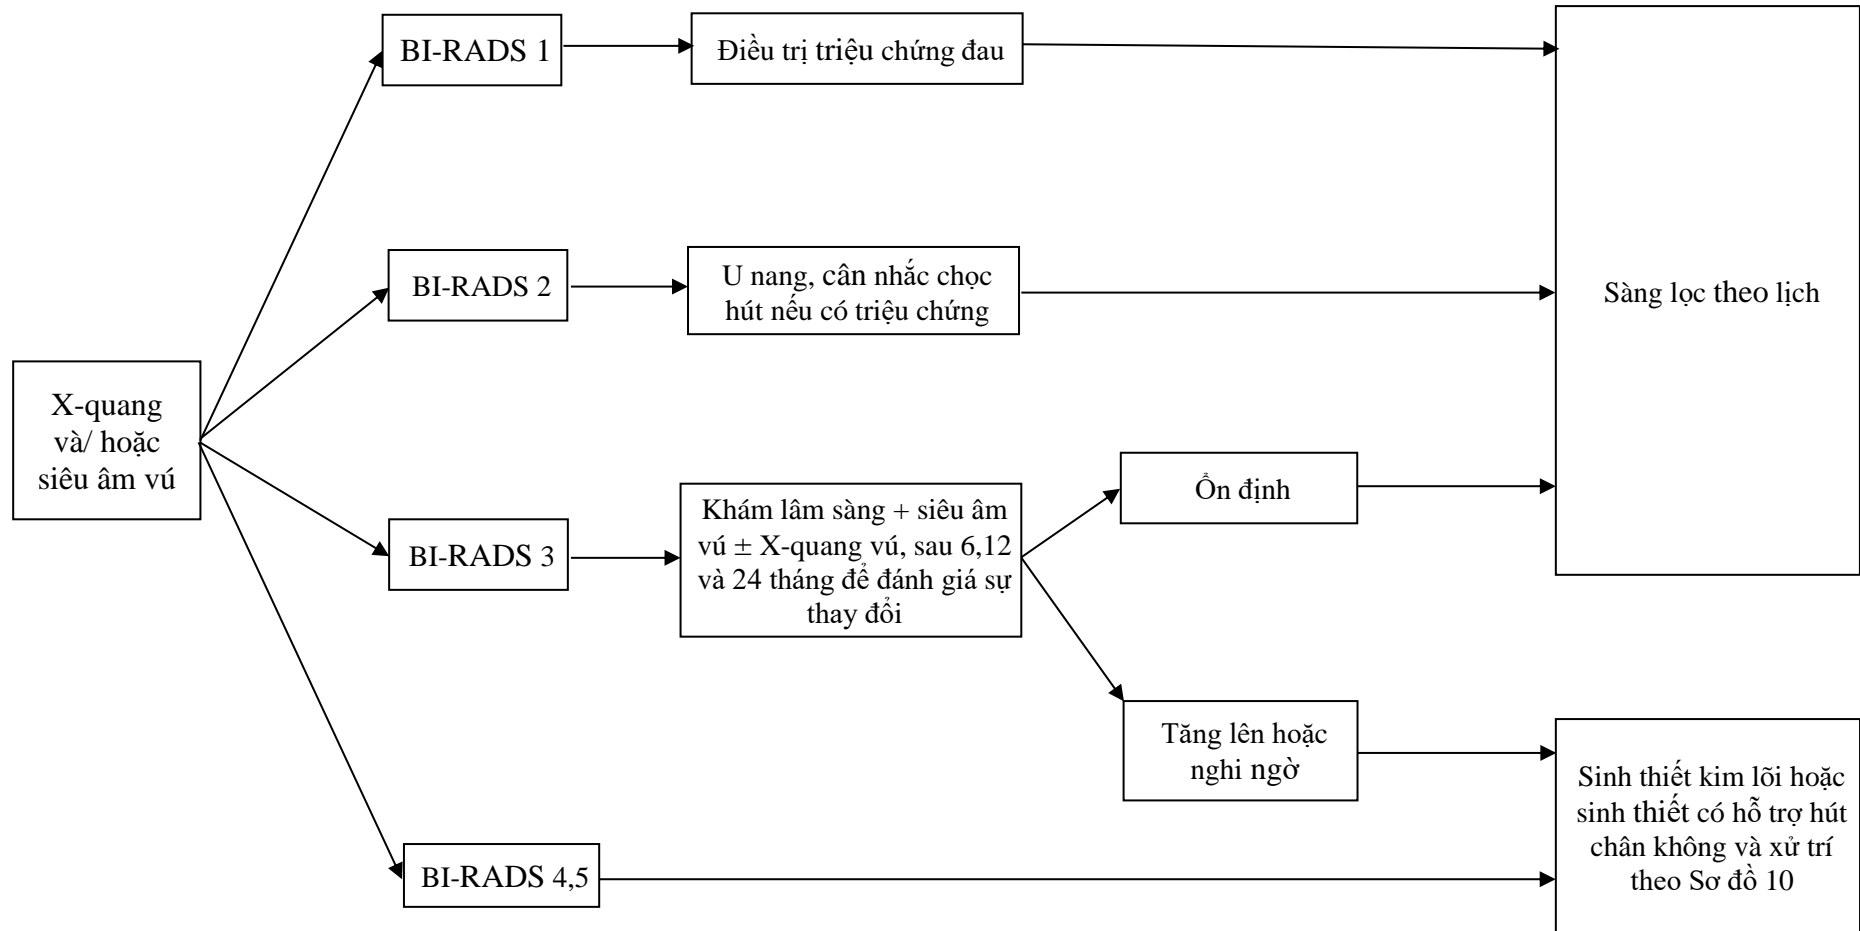 BI-RADS 1
Điều trị triệu chứng đau
BI-RADS 2
U nang, cân nhắc chọc
hút nếu có triệu chứng
Sàng lọc theo lịch
X-quang
và/ hoặc
siêu âm vú
BI-RADS 3
Khám lâm sàng + siêu âm
vú ± X-quang vú, sau 6,12
và 24 tháng để đánh giá sự
thay đổi
Ổn định
Tăng lên hoặc
nghi ngờ
BI-RADS 4,5
Sinh thiết kim lõi hoặc
sinh thiết có hỗ trợ hút
chân không và xử trí
theo Sơ đồ 10